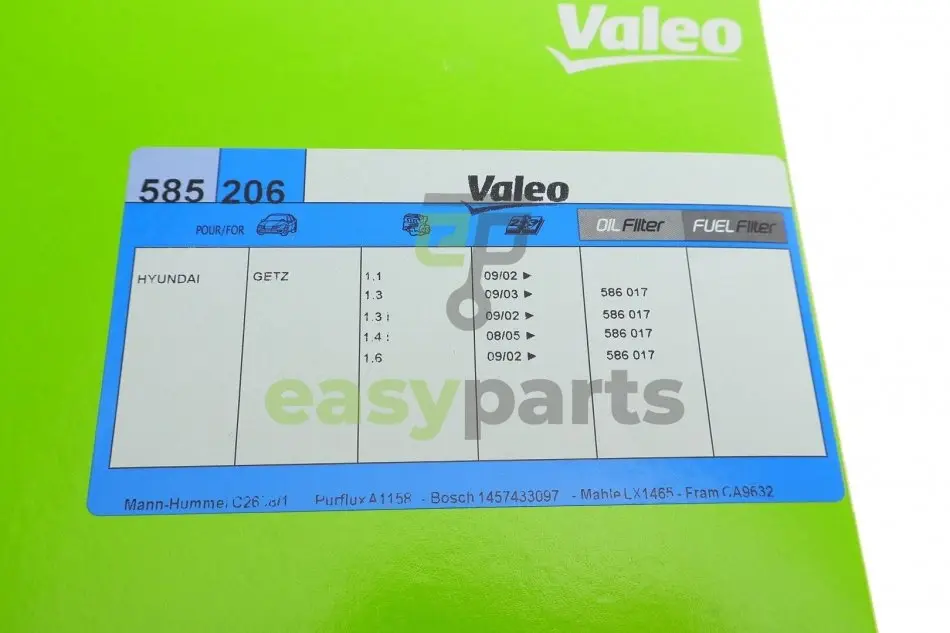 Valeo
585 206 Valeo
POUR/FOR OIL Filter FUEL Filter
HYUNDAI GETZ 1.1 09/02 ►
1.3 09/03 ► 586 017
1.3 i 09/02 ► 586 017
1.4 i 08/05 ► 586 017
1.6 09/02 ► 586 017
easyparts
Mann-Hummel Purflux A1158 - Bosch 1457433097 - Mahle LX1465 - Fram CA9632